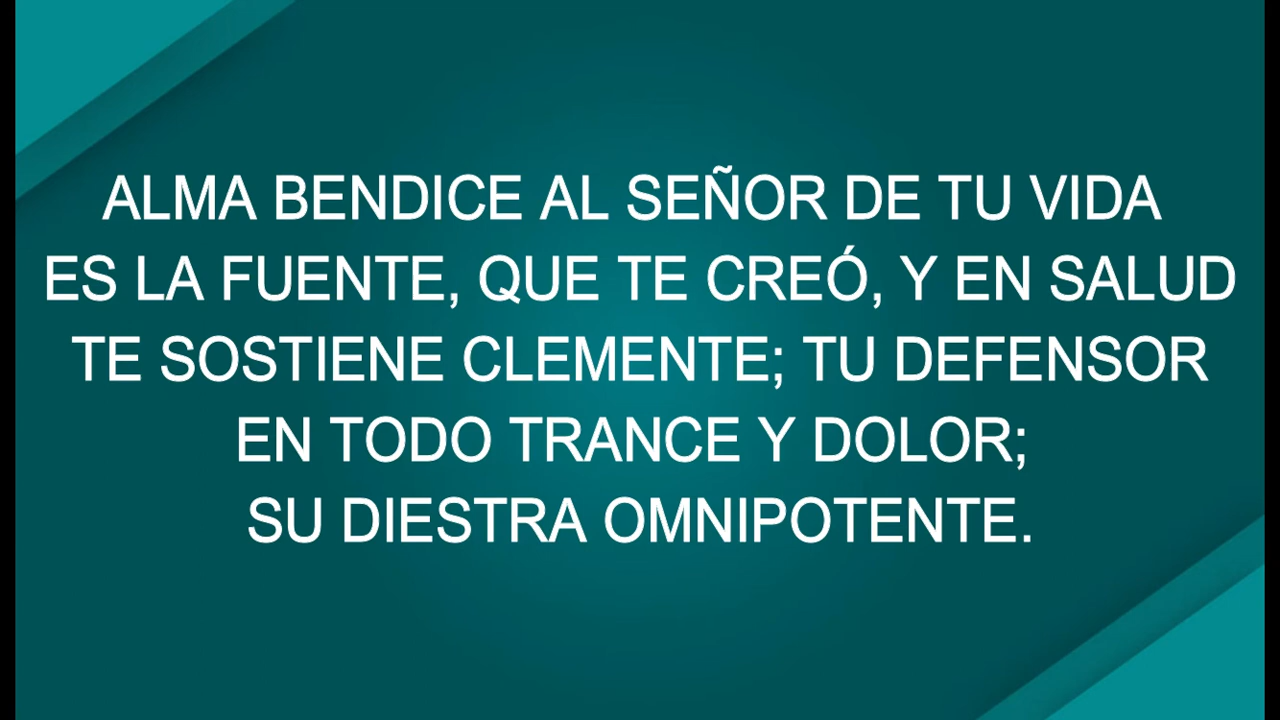 ALMA BENDICE AL SEÑOR DE TU VIDA
ES LA FUENTE, QUE TE CREÓ, Y EN SALUD
TE SOSTIENE CLEMENTE; TU DEFENSOR
EN TODO TRANCE Y DOLOR;
SU DIESTRA OMNIPOTENTE.